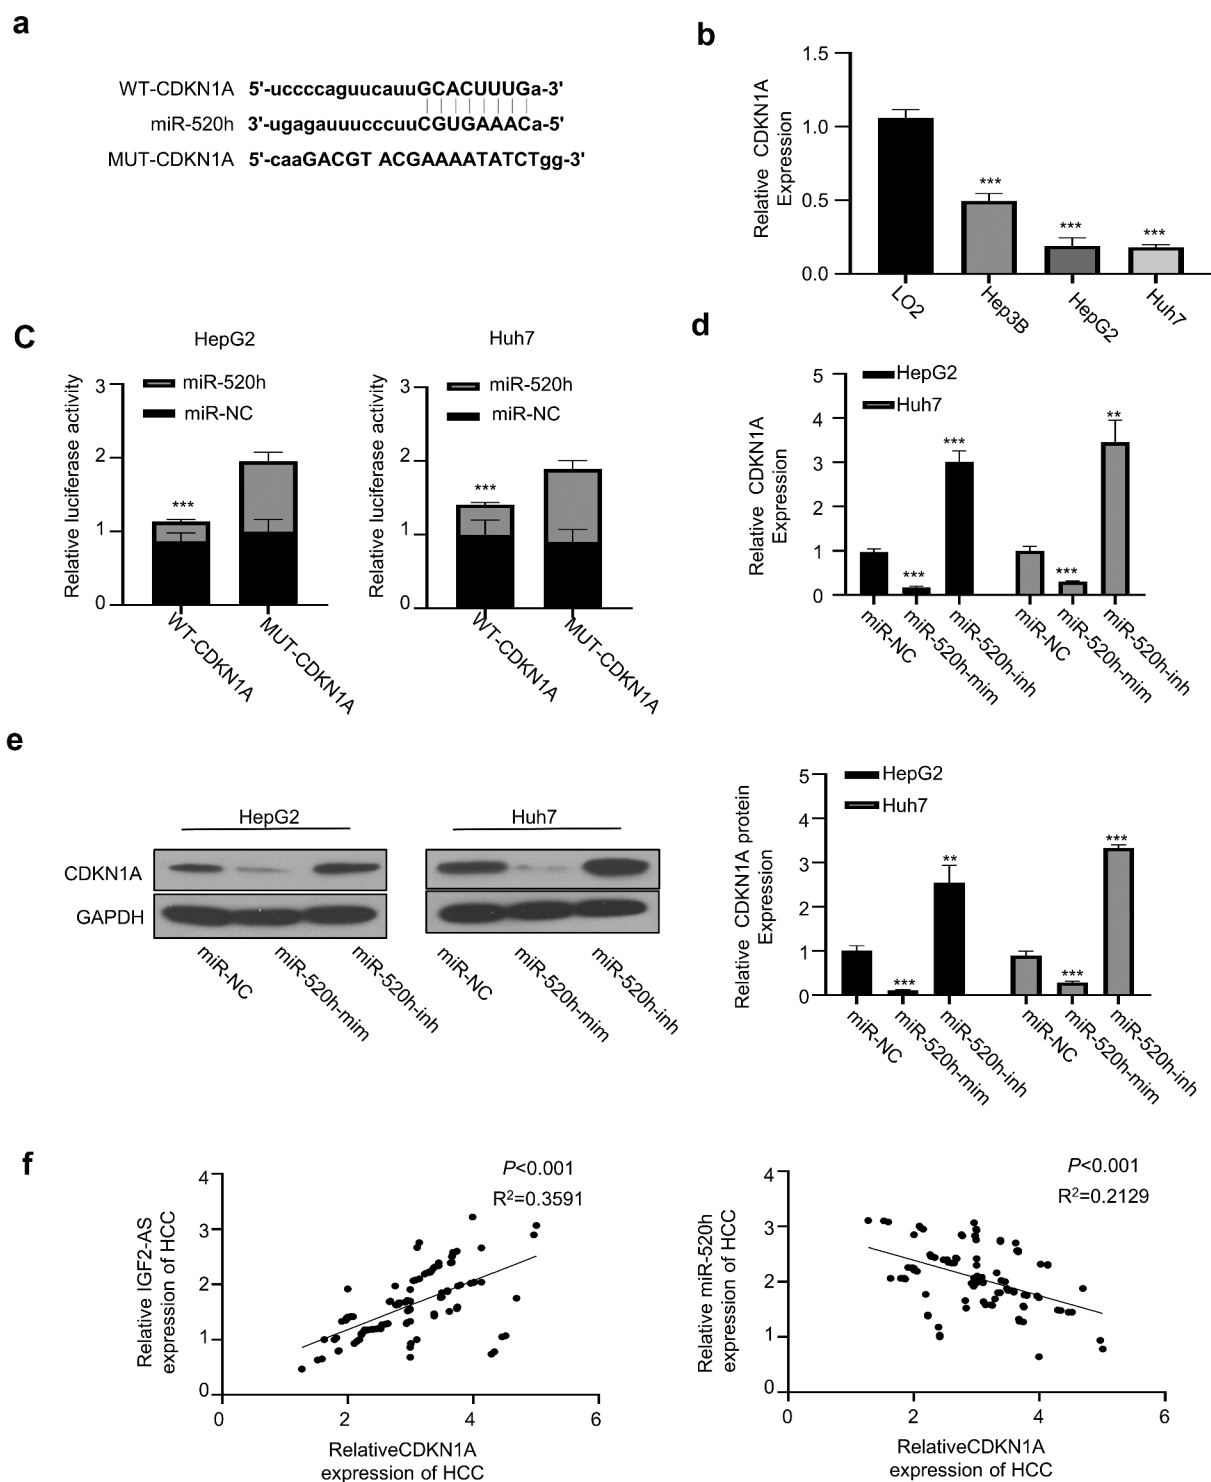 a
WT-CDKN1A 5'-uccccaguucauuGCACUUUGa-3'
miR-520h 3'-ugagauuucccuuCGUGAAACa-5'
MUT-CDKN1A 5'-caaGACGT ACGAAAATATCTgg-3'
b
Relative CDKN1A
Expression
1.5
1.0
0.5
0.0
***
***
***
LO2
Hep3B
HepG2
Huh7
C
HepG2
Relative luciferase activity
3
2
1
0
miR-520h
miR-NC
***
WT-CDKN1A
MUT-CDKN1A
Huh7
Relative luciferase activity
3
2
1
0
miR-520h
miR-NC
***
WT-CDKN1A
MUT-CDKN1A
d
Relative CDKN1A
Expression
5
4
3
2
1
0
HepG2
Huh7
***
***
***
**
miR-NC
miR-520h-mim
miR-520h-inh
miR-NC
miR-520h-mim
miR-520h-inh
e
HepG2
Huh7
CDKN1A
GAPDH
miR-NC
miR-520h-mim
miR-520h-inh
miR-NC
miR-520h-mim
miR-520h-inh
Relative CDKN1A protein
Expression
5
4
3
2
1
0
HepG2
Huh7
***
**
***
***
miR-NC
miR-520h-mim
miR-520h-inh
miR-NC
miR-520h-mim
miR-520h-inh
f
Relative IGF2-AS
expression of HCC
4
3
2
1
0
P<0.001
R²=0.3591
0 2 4 6
RelativeCDKN1A
expression of HCC
Relative miR-520h
expression of HCC
4
3
2
1
0
P<0.001
R²=0.2129
0 2 4 6
RelativeCDKN1A
expression of HCC